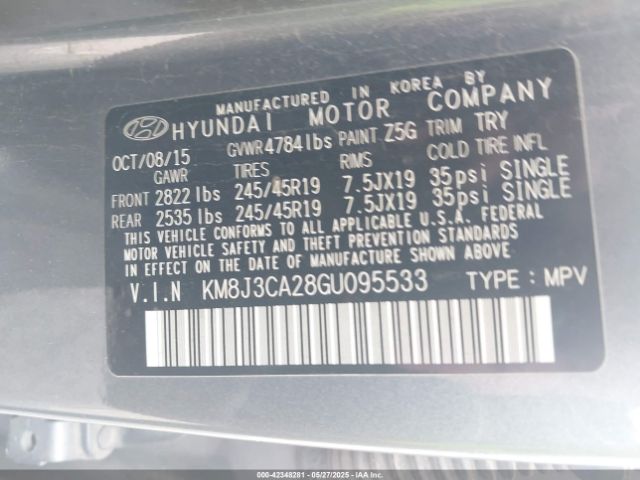 MANUFACTURED IN KOREA BY
HYUNDAI MOTOR COMPANY
OCT/08/15 GVWR 4784 lbs PAINT Z5G TRIM TRY
GAWR TIRES RIMS COLD TIRE INFL
FRONT 2822 lbs 245/45R19 7.5JX19 35psi SINGLE
REAR 2535 lbs 245/45R19 7.5JX19 35psi SINGLE
THIS VEHICLE CONFORMS TO ALL APPLICABLE U.S.A. FEDERAL
MOTOR VEHICLE SAFETY AND THEFT PREVENTION STANDARDS
IN EFFECT ON THE DATE OF MANUFACTURE SHOWN ABOVE.
V.I.N KM8J3CA28GU095533 TYPE : MPV
000-42348281 - 05/27/2025 - COPART, INC.